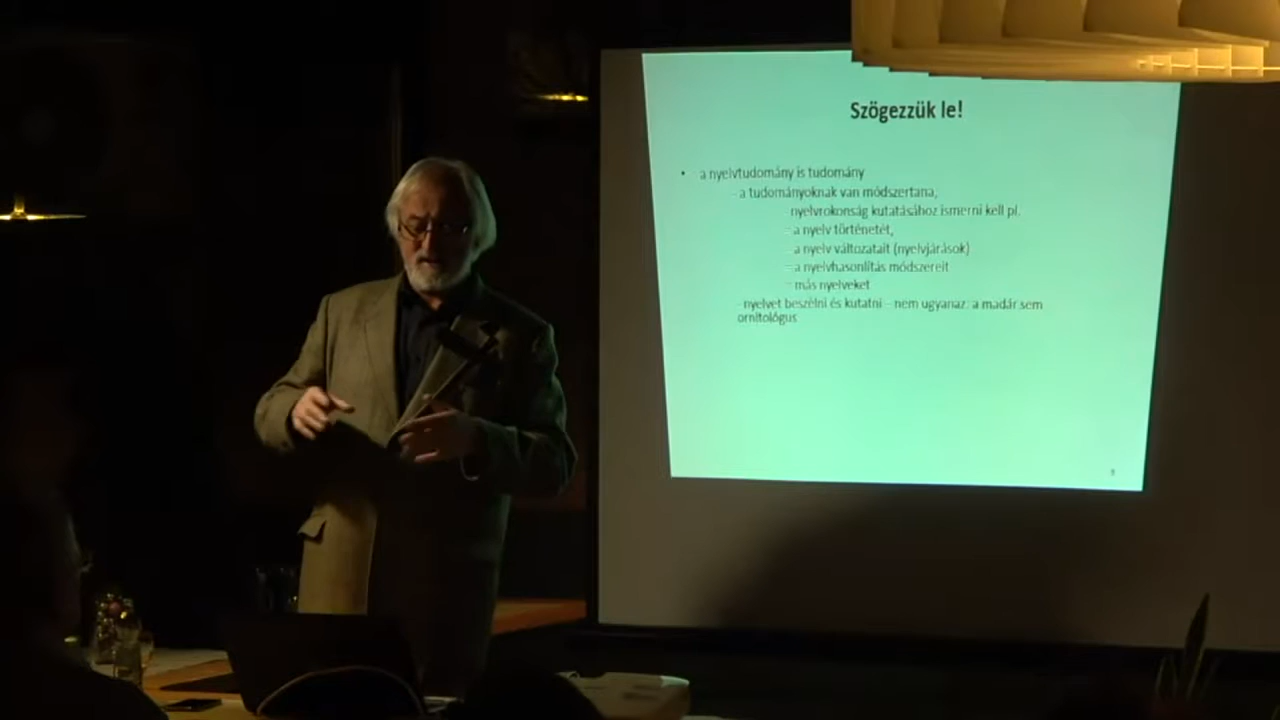 Szögezzük le!
• a nyelvtudomány is tudomány
- a tudományoknak van módszertana,
nyelvrokonság kutatásához ismerni kell pl.
- a nyelv történetét,
- a nyelv változatait (nyelvjárások)
- a nyelvhasonlítás módszereit
- más nyelveket
- nyelvet beszélni és kutatni – nem ugyanaz: a madár sem
ornitológus